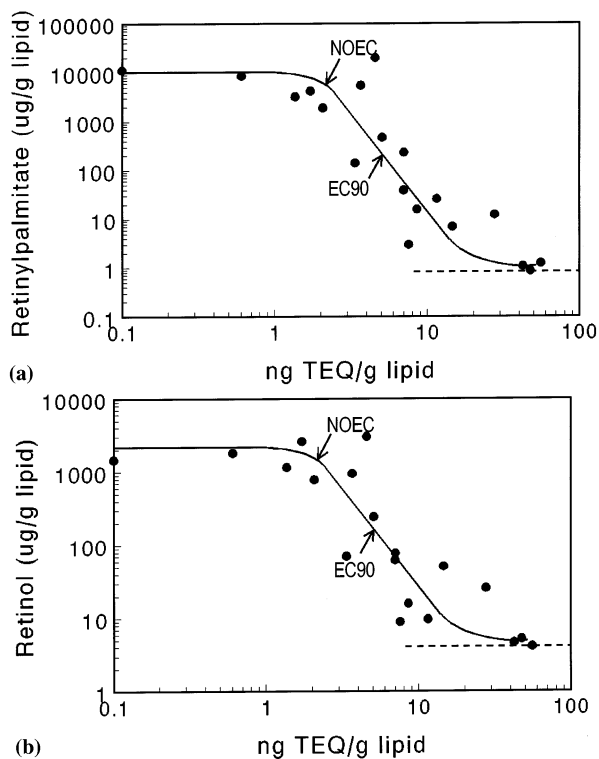 Retinylpalmitate (ug/g lipid)
100000
10000
1000
100
10
1
0.1
NOEC
EC90
0.1
1
10
100
ng TEQ/g lipid
(a)
Retinol (ug/g lipid)
10000
1000
100
10
1
NOEC
EC90
0.1
1
10
100
ng TEQ/g lipid
(b)